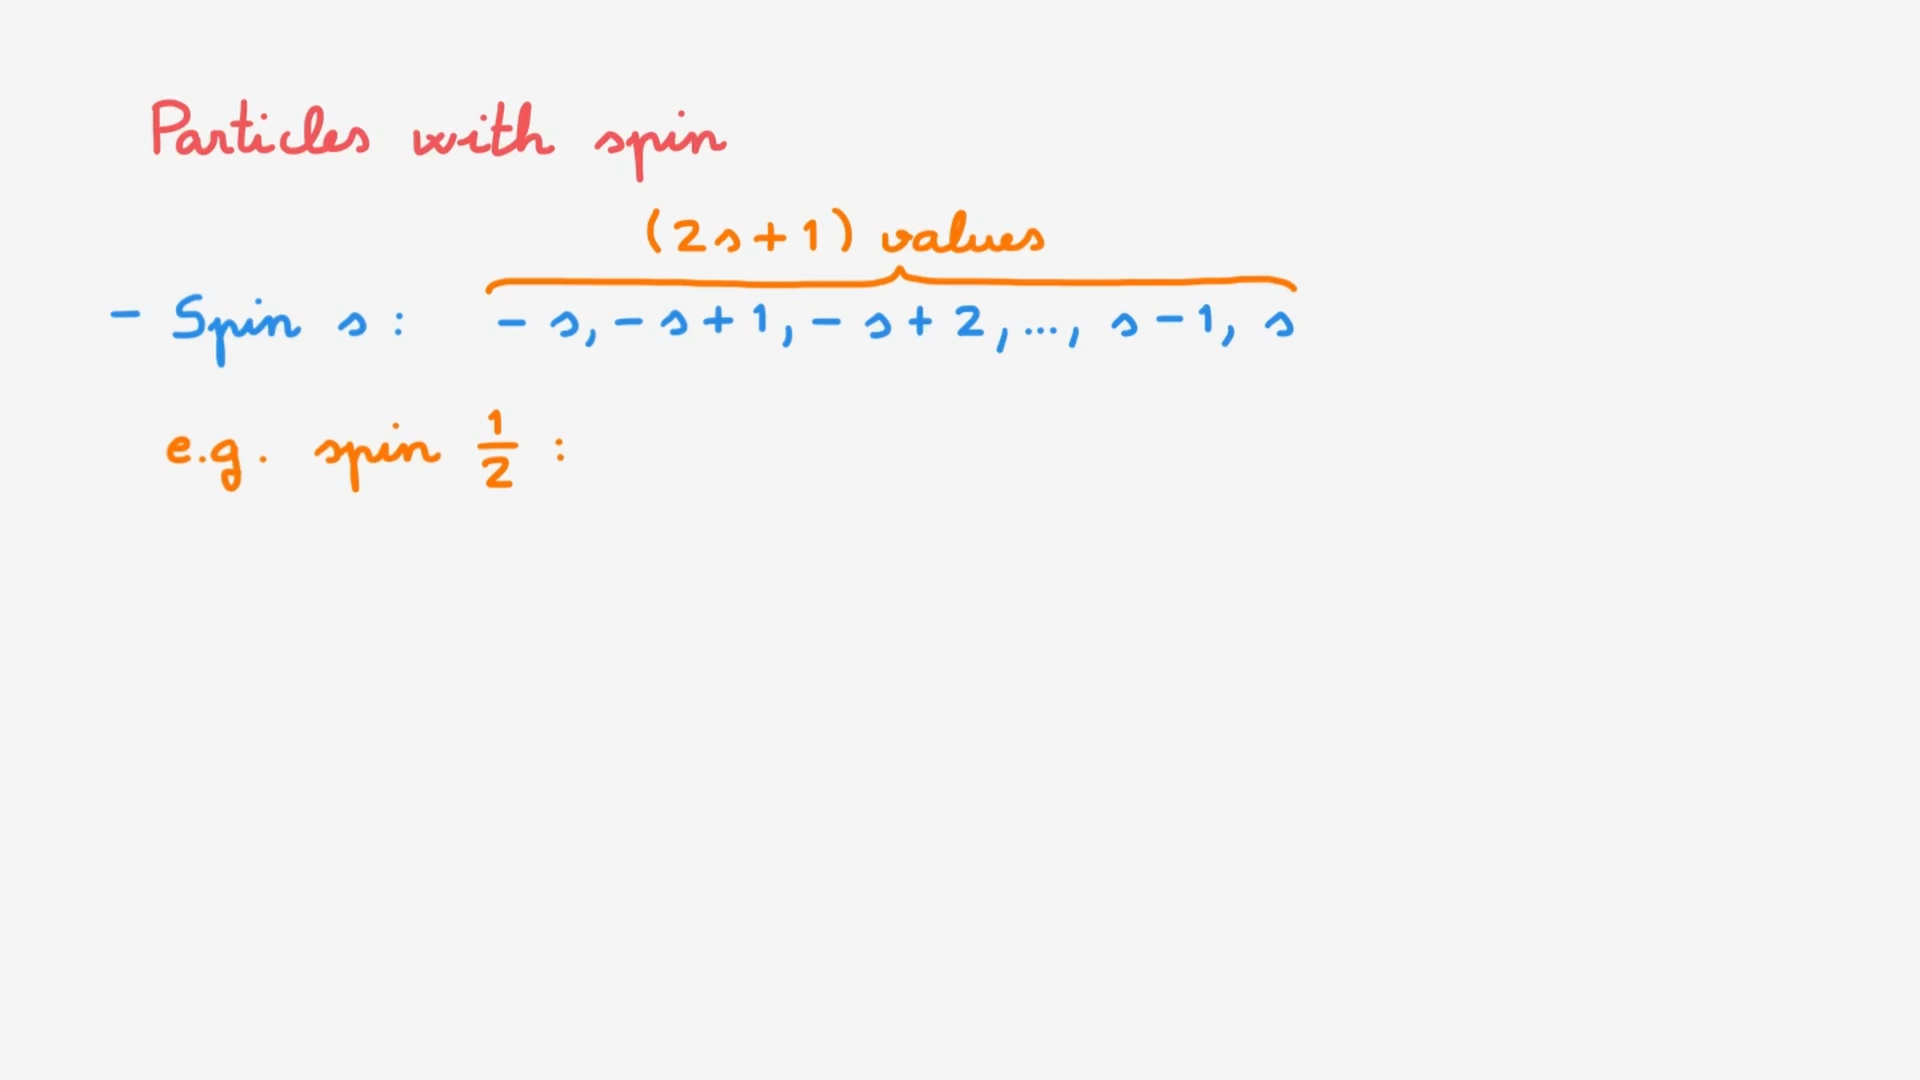 Particles with spin
(2s+1) values
- Spin s: -s, -s+1, -s+2, ..., s-1, s
e.g. spin 1/2 :